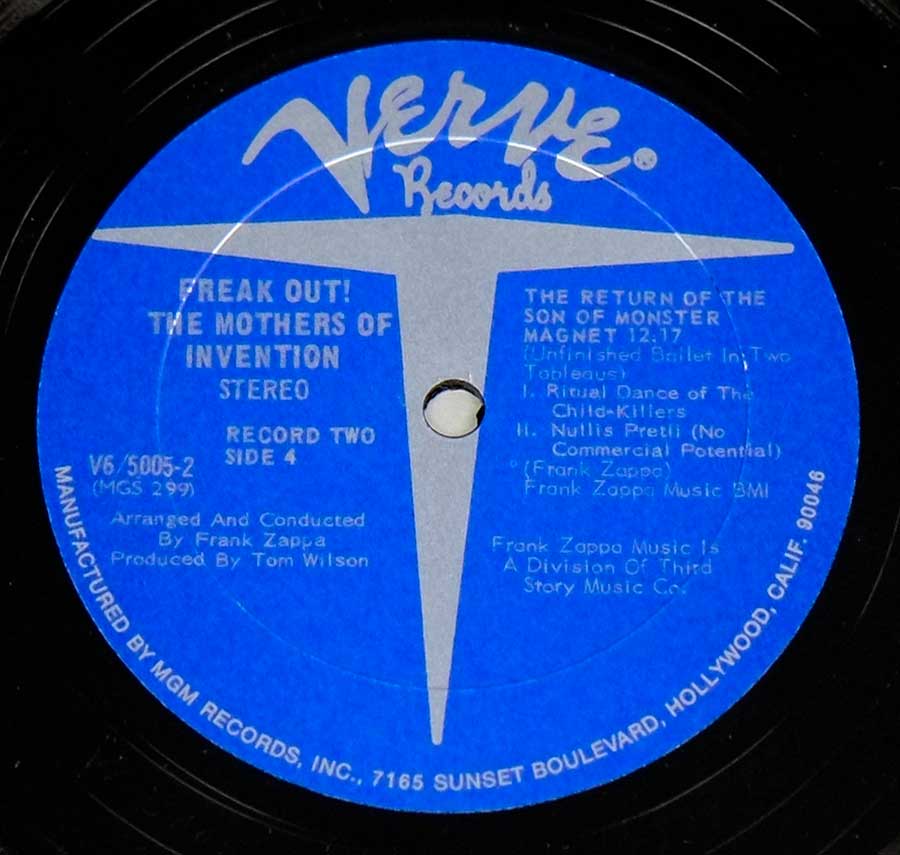 Verve
Records
FREAK OUT!
THE MOTHERS OF
INVENTION
STEREO
RECORD TWO
SIDE 4
V6/5005-2
(MGS 299)
Arranged And Conducted
By Frank Zappa
Produced By Tom Wilson
THE RETURN OF THE
SON OF MONSTER
MAGNET 12:17
(Unfinished Ballet In Two
Tableaus)
I. Ritual Dance of The
Child-Killers
II. Nullis Pretii (No
Commercial Potential)
(Frank Zappa)
Frank Zappa Music BMI
Frank Zappa Music Is
A Division Of Third
Story Music Co.
MANUFACTURED BY MGM RECORDS, INC., 7165 SUNSET BOULEVARD, HOLLYWOOD, CALIF. 90046